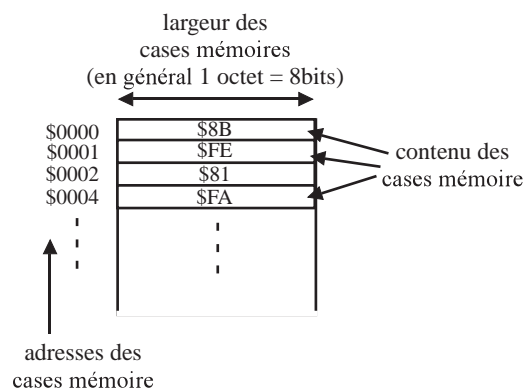 largeur des
cases mémoires
(en général 1 octet = 8bits)
$0000 $8B
$0001 $FE
$0002 $81
$0004 $FA
contenu des
cases mémoire
adresses des
cases mémoire